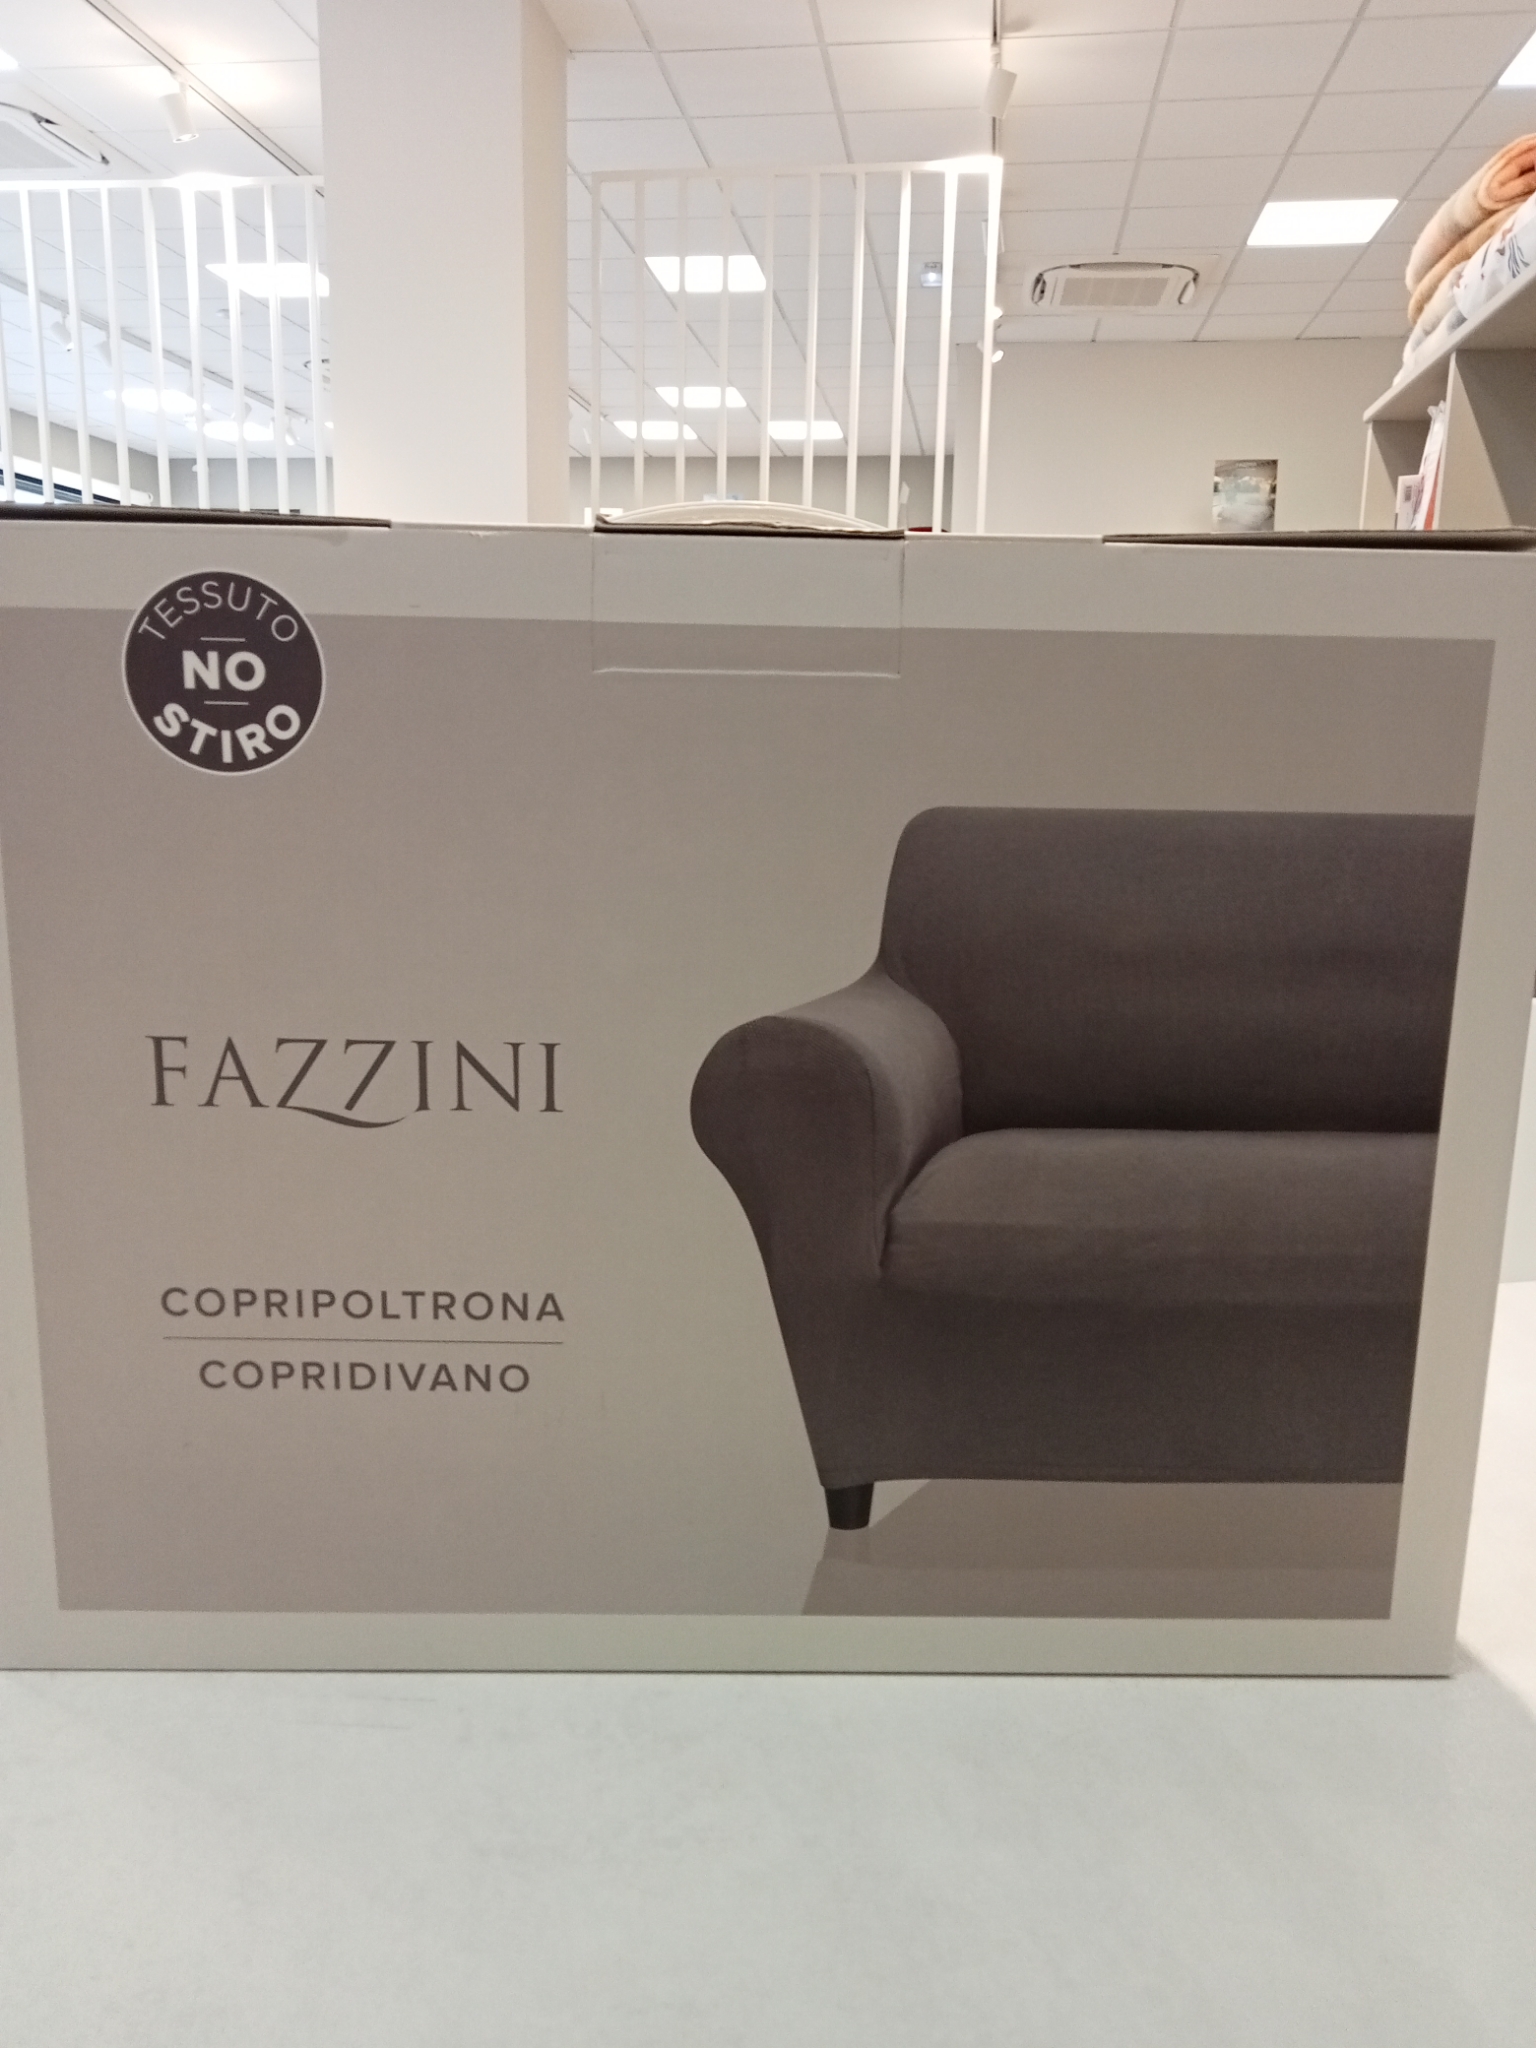 TESSUTO
NO
STIRO
FAZZINI
COPRIPOLTRONA
COPRIDIVANO